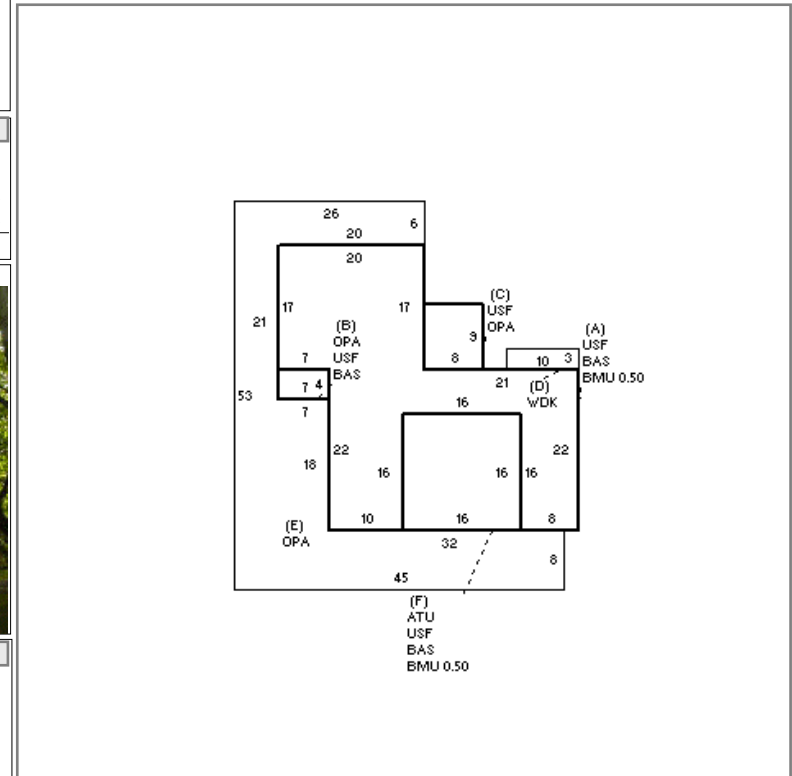 26
6
20
20
17
17
21
(C)
USF
OPA
9
8
(B)
OPA
USF
BAS
(A)
USF
BAS
BMU 0.50
10 3
7
7 4
7
21
(D)
WDK
53
16
18
22
16
16
16
22
10
16
8
(E)
OPA
32
8
45
(F)
ATU
USF
BAS
BMU 0.50